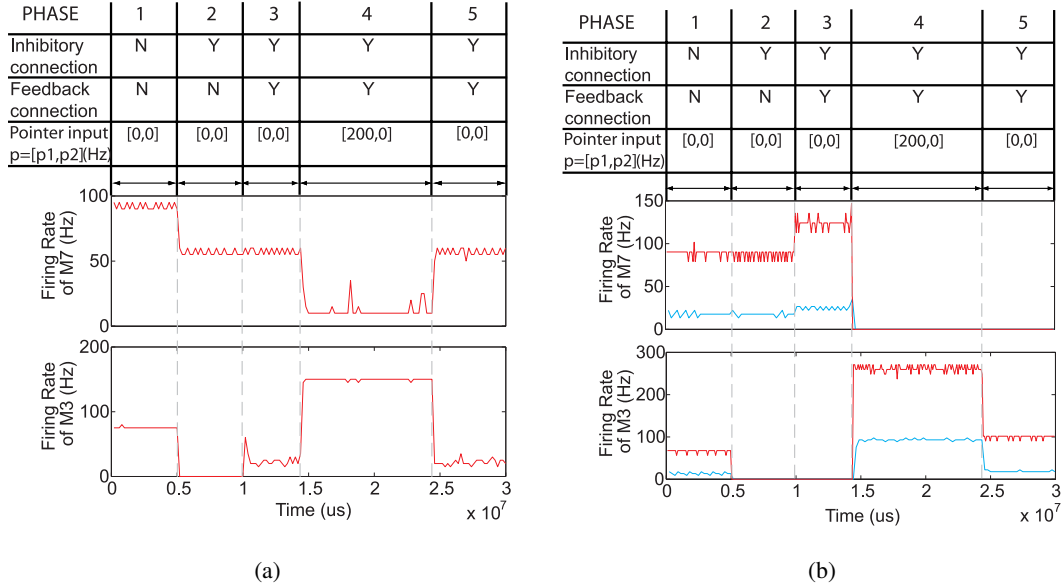 PHASE 1 2 3 4 5
Inhibitory connection N Y Y Y Y
Feedback connection N N Y Y Y
Pointer input p=[p1,p2](Hz) [0,0] [0,0] [0,0] [200,0] [0,0]
Firing Rate of M7 (Hz)
100
50
0
Firing Rate of M3 (Hz)
200
100
0
0 0.5 1 1.5 2 2.5 3
Time (us) x 10^7
(a)
PHASE 1 2 3 4 5
Inhibitory connection N Y Y Y Y
Feedback connection N N Y Y Y
Pointer input p=[p1,p2](Hz) [0,0] [0,0] [0,0] [200,0] [0,0]
Firing Rate of M7 (Hz)
150
100
50
0
Firing Rate of M3 (Hz)
300
200
100
0
0 0.5 1 1.5 2 2.5 3
Time (us) x 10^7
(b)